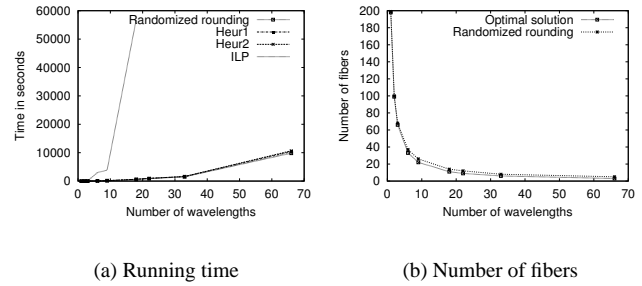 Randomized rounding
Heur1
Heur2
ILP
Time in seconds
60000
50000
40000
30000
20000
10000
0
0 10 20 30 40 50 60 70
Number of wavelengths
(a) Running time
Optimal solution
Randomized rounding
Number of fibers
200
180
160
140
120
100
80
60
40
20
0
0 10 20 30 40 50 60 70
Number of wavelengths
(b) Number of fibers